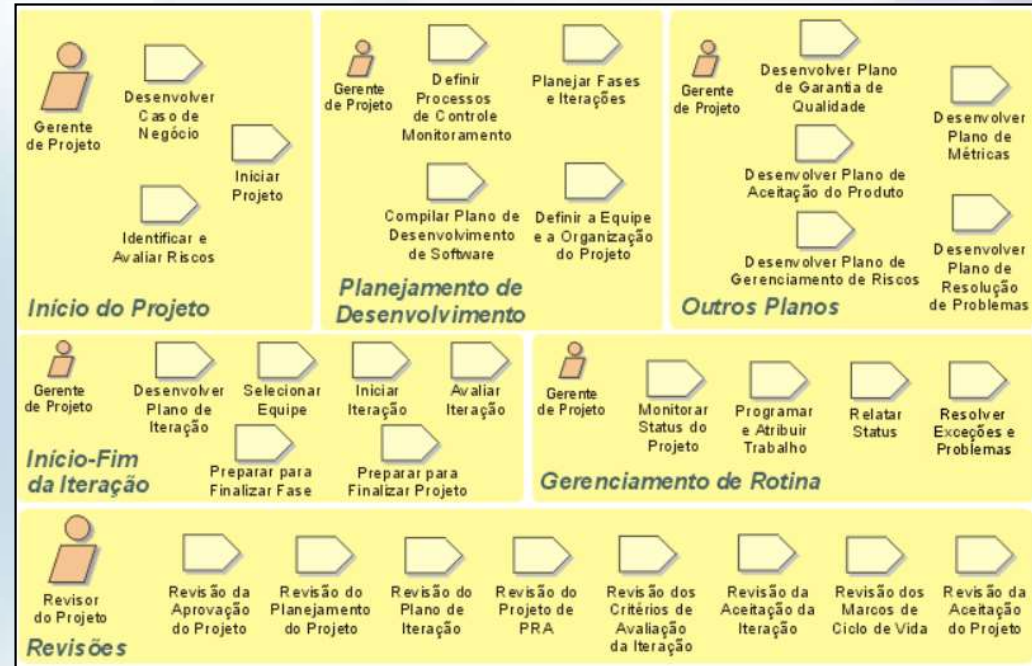 Gerente
de Projeto
Desenvolver
Caso de
Negócio
Iniciar
Projeto
Identificar e
Avaliar Riscos
Início do Projeto
Gerente
de Projeto
Definir
Processos
de Controle
Monitoramento
Planejar Fases
e Iterações
Compilar Plano de
Desenvolvimento
de Software
Definir a Equipe
e a Organização
do Projeto
Planejamento de
Desenvolvimento
Gerente
de Projeto
Desenvolver Plano
de Garantia de
Qualidade
Desenvolver
Plano de
Métricas
Desenvolver Plano de
Aceitação do Produto
Desenvolver Plano de
Gerenciamento de Riscos
Desenvolver
Plano de
Resolução
de Problemas
Outros Planos
Gerente
de Projeto
Desenvolver
Plano de
Iteração
Selecionar
Equipe
Iniciar
Iteração
Avaliar
Iteração
Preparar para
Finalizar Fase
Preparar para
Finalizar Projeto
Início-Fim
da Iteração
Gerente
de Projeto
Monitorar
Status do
Projeto
Programar
e Atribuir
Trabalho
Relatar
Status
Resolver
Exceções e
Problemas
Gerenciamento de Rotina
Revisor
do Projeto
Revisão da
Aprovação
do Projeto
Revisão do
Planejamento
do Projeto
Revisão do
Plano de
Iteração
Revisão do
Projeto de
PRA
Revisão dos
Critérios de
Avaliação
da Iteração
Revisão da
Aceitação da
Iteração
Revisão dos
Marcos de
Ciclo de Vida
Revisão da
Aceitação
do Projeto
Revisões